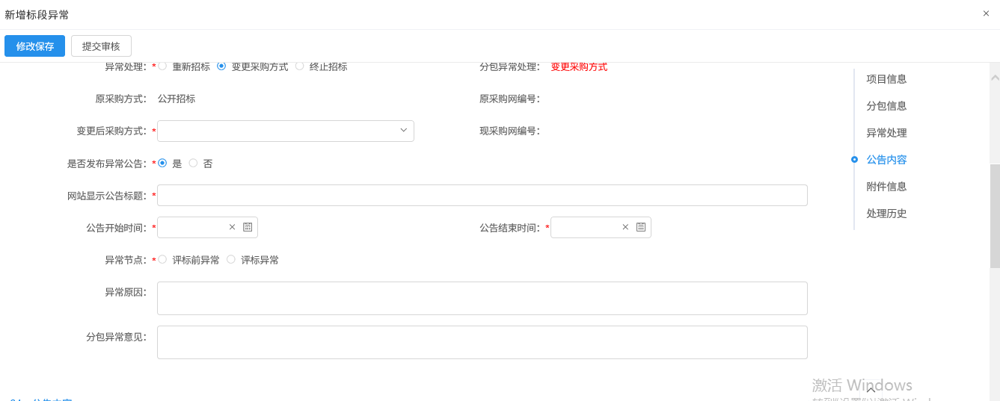 新增标段异常 ×
修改保存 提交审核
异常处理：* 重新招标 变更采购方式 终止招标 分包异常处理： 变更采购方式
原采购方式： 公开招标 原采购网编号：
变更后采购方式：* 现采购网编号：
是否发布异常公告：* 是 否
网站显示公告标题：*
公告开始时间：* 公告结束时间：*
异常节点：* 评标前异常 评标异常
异常原因：
分包异常意见：
项目信息
分包信息
异常处理
公告内容
附件信息
处理历史
激活 Windows
公告内容